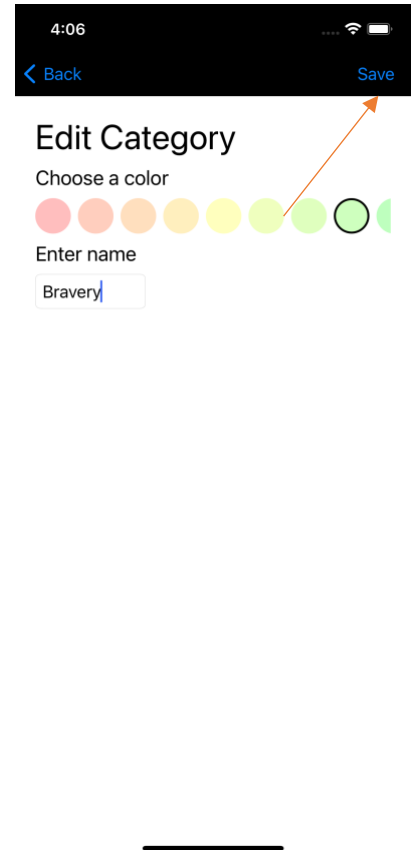 4:06
Back Save
Edit Category
Choose a color
Enter name
Bravery